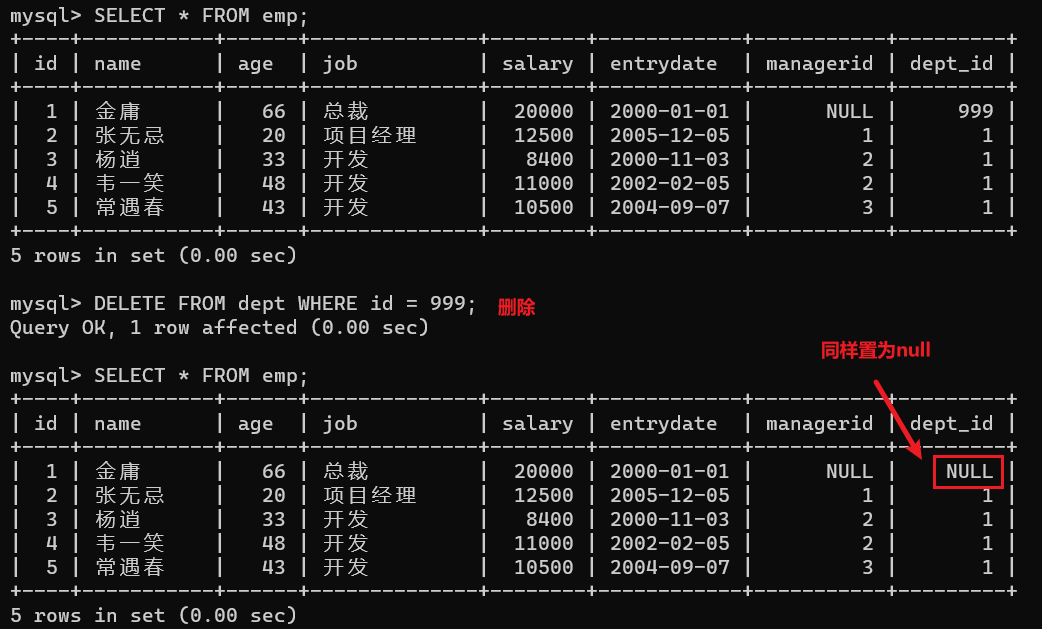 mysql> SELECT * FROM emp;
+----+-----------+------+--------------+--------+------------+-----------+---------+
| id | name      | age  | job          | salary | entrydate  | managerid | dept_id |
+----+-----------+------+--------------+--------+------------+-----------+---------+
|  1 | 金庸      |   66 | 总裁         |  20000 | 2000-01-01 |      NULL |     999 |
|  2 | 张无忌    |   20 | 项目经理     |  12500 | 2005-12-05 |         1 |       1 |
|  3 | 杨逍      |   33 | 开发         |   8400 | 2000-11-03 |         2 |       1 |
|  4 | 韦一笑    |   48 | 开发         |  11000 | 2002-02-05 |         2 |       1 |
|  5 | 常遇春    |   43 | 开发         |  10500 | 2004-09-07 |         3 |       1 |
+----+-----------+------+--------------+--------+------------+-----------+---------+
5 rows in set (0.00 sec)
mysql> DELETE FROM dept WHERE id = 999; 删除
Query OK, 1 row affected (0.00 sec)
同样置为null
mysql> SELECT * FROM emp;
+----+-----------+------+--------------+--------+------------+-----------+---------+
| id | name      | age  | job          | salary | entrydate  | managerid | dept_id |
+----+-----------+------+--------------+--------+------------+-----------+---------+
|  1 | 金庸      |   66 | 总裁         |  20000 | 2000-01-01 |      NULL |    NULL |
|  2 | 张无忌    |   20 | 项目经理     |  12500 | 2005-12-05 |         1 |       1 |
|  3 | 杨逍      |   33 | 开发         |   8400 | 2000-11-03 |         2 |       1 |
|  4 | 韦一笑    |   48 | 开发         |  11000 | 2002-02-05 |         2 |       1 |
|  5 | 常遇春    |   43 | 开发         |  10500 | 2004-09-07 |         3 |       1 |
+----+-----------+------+--------------+--------+------------+-----------+---------+
5 rows in set (0.00 sec)